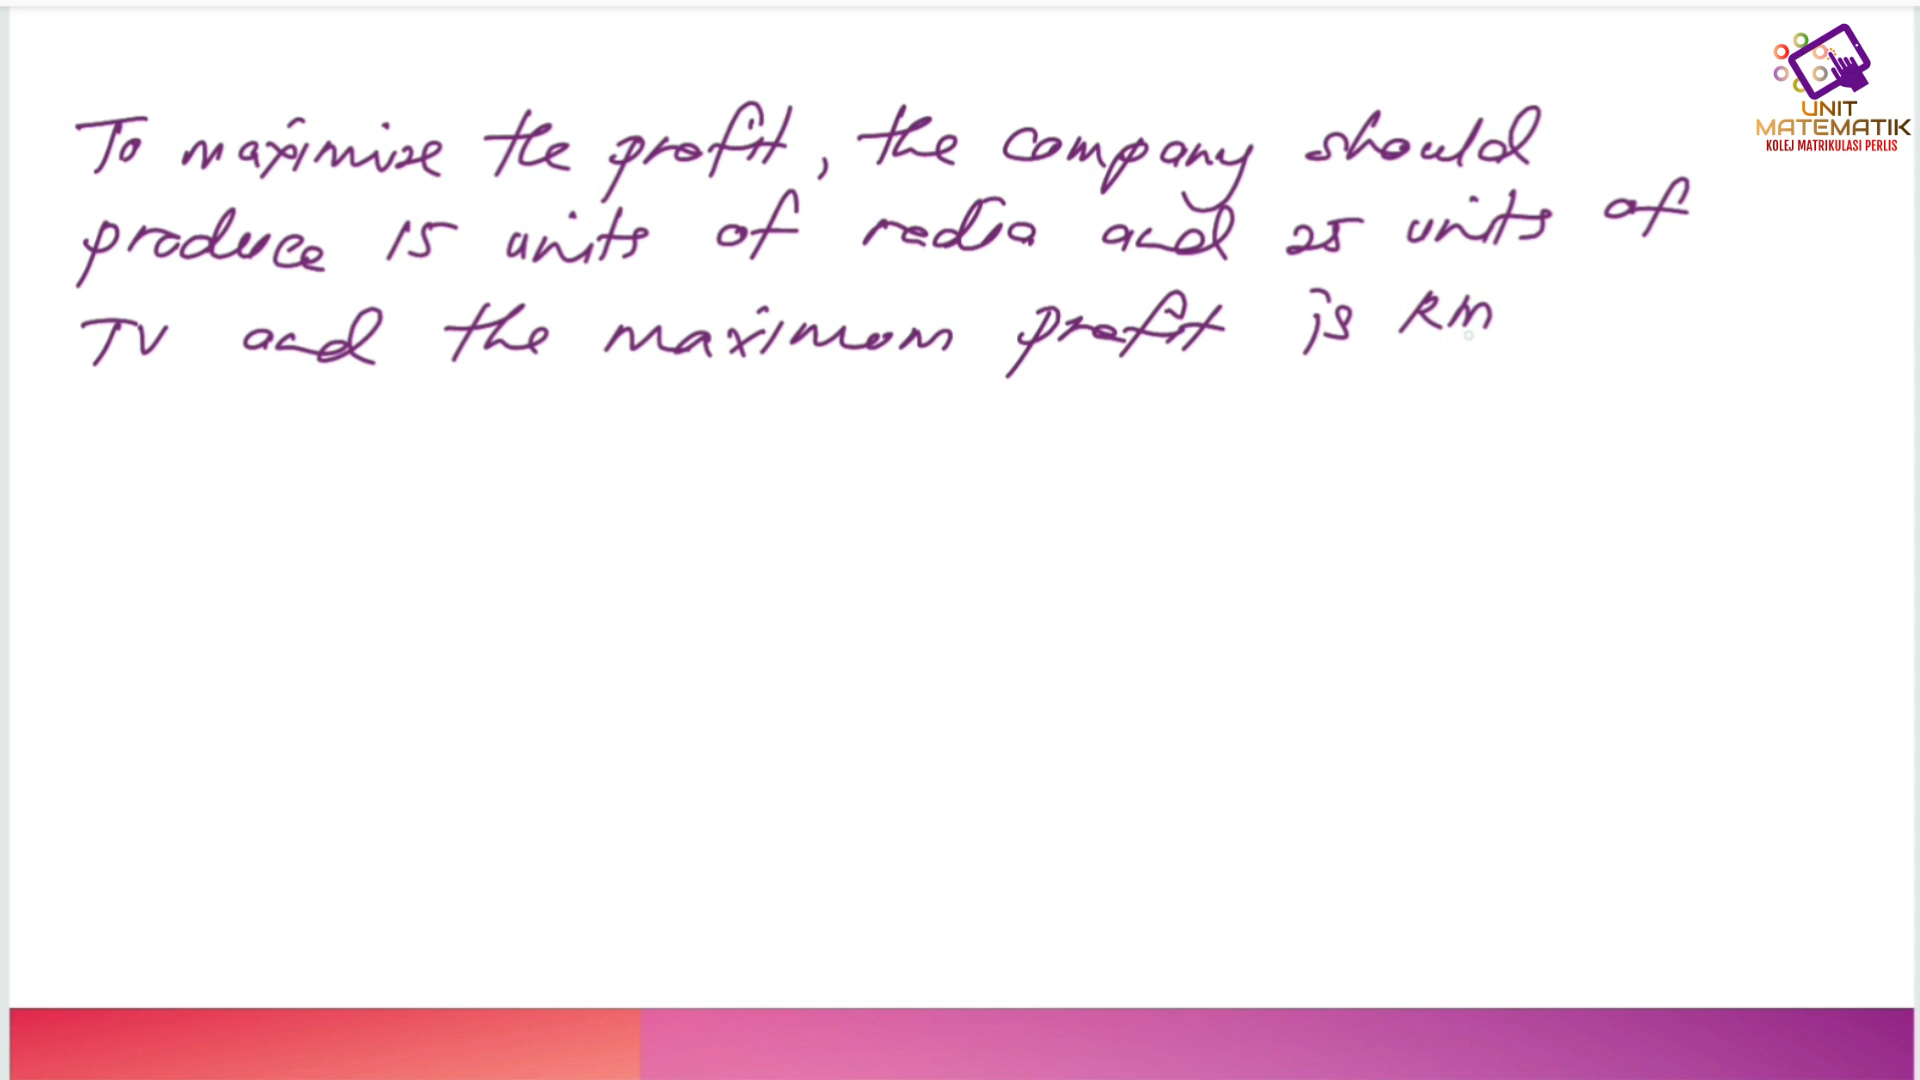 To maximize the profit, the company should
produce 15 units of radio and 25 units of
TV and the maximum profit is RM
UNIT
MATEMATIK
KOLEJ MATRIKULASI PERLIS